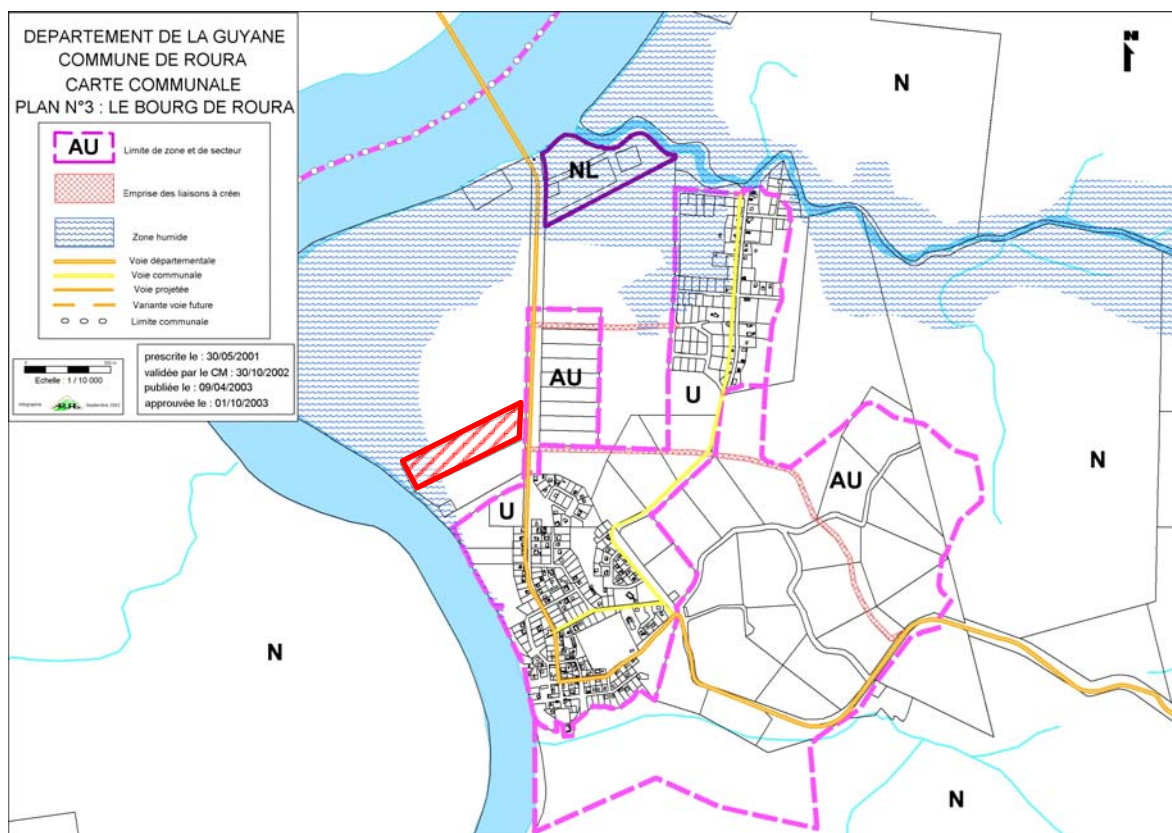 DEPARTEMENT DE LA GUYANE
COMMUNE DE ROURA
CARTE COMMUNALE
PLAN N°3 : LE BOURG DE ROURA
AU
Limite de zone et de secteur
Emprise des liaisons à créer
Zone humide
Voie départementale
Voie communale
Voie projetée
Variante voie future
Limite communale
Echelle : 1 / 10 000
prescrite le : 30/05/2001
validée par le CM : 30/10/2002
publiée le : 09/04/2003
approuvée le : 01/10/2003
N
N
NL
AU
U
N
AU
U
N
N